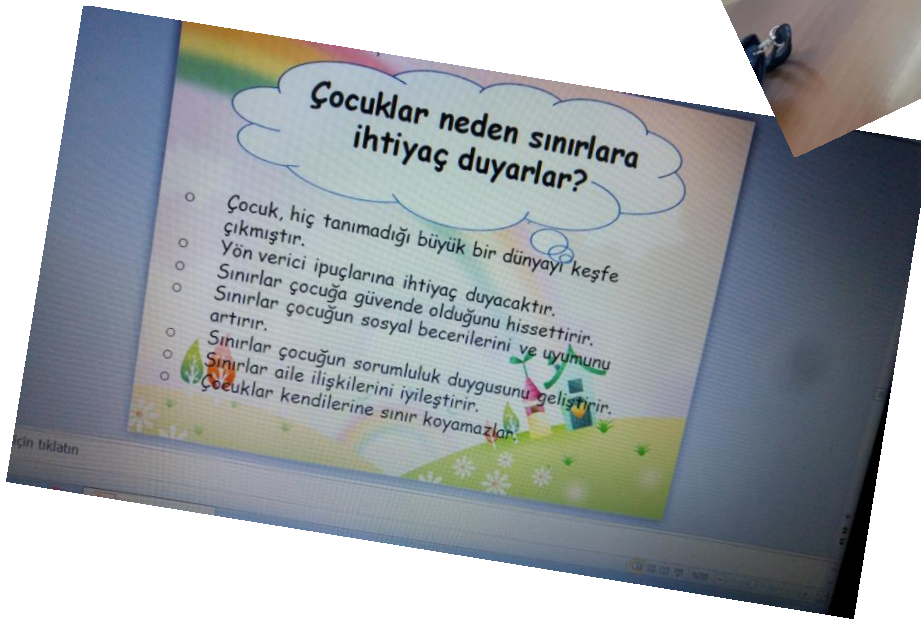 Çocuklar neden sınırlara
ihtiyaç duyarlar?
Çocuk, hiç tanımadığı büyük bir dünyayı keşfe
çıkmıştır.
Yön verici ipuçlarına ihtiyaç duyacaktır.
Sınırlar çocuğa güvende olduğunu hissettirir.
Sınırlar çocuğun sosyal becerilerini ve uyumunu
artırır.
Sınırlar çocuğun sorumluluk duygusunu geliştirir.
Sınırlar aile ilişkilerini iyileştirir.
Çocuklar kendilerine sınır koyamazlar.
için tıklatın